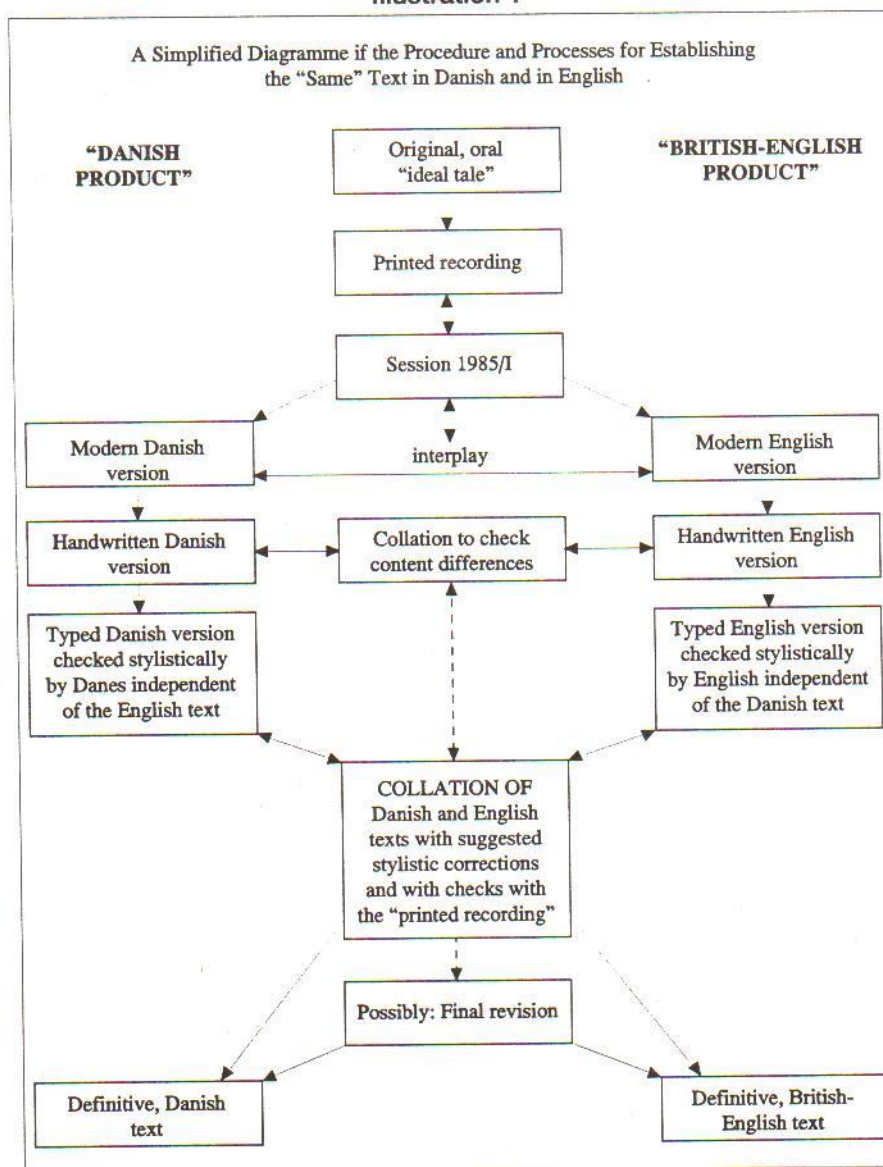 A Simplified Diagramme if the Procedure and Processes for Establishing
the “Same” Text in Danish and in English
“DANISH
PRODUCT”
Original, oral
“ideal tale”
“BRITISH-ENGLISH
PRODUCT”
Printed recording
Session 1985/I
Modern Danish
version
interplay
Modern English
version
Handwritten Danish
version
Collation to check
content differences
Handwritten English
version
Typed Danish version
checked stylistically
by Danes independent
of the English text
Typed English version
checked stylistically
by English independent
of the Danish text
COLLATION OF
Danish and English
texts with suggested
stylistic corrections
and with checks with
the “printed recording”
Possibly: Final revision
Definitive, Danish
text
Definitive, British-
English text